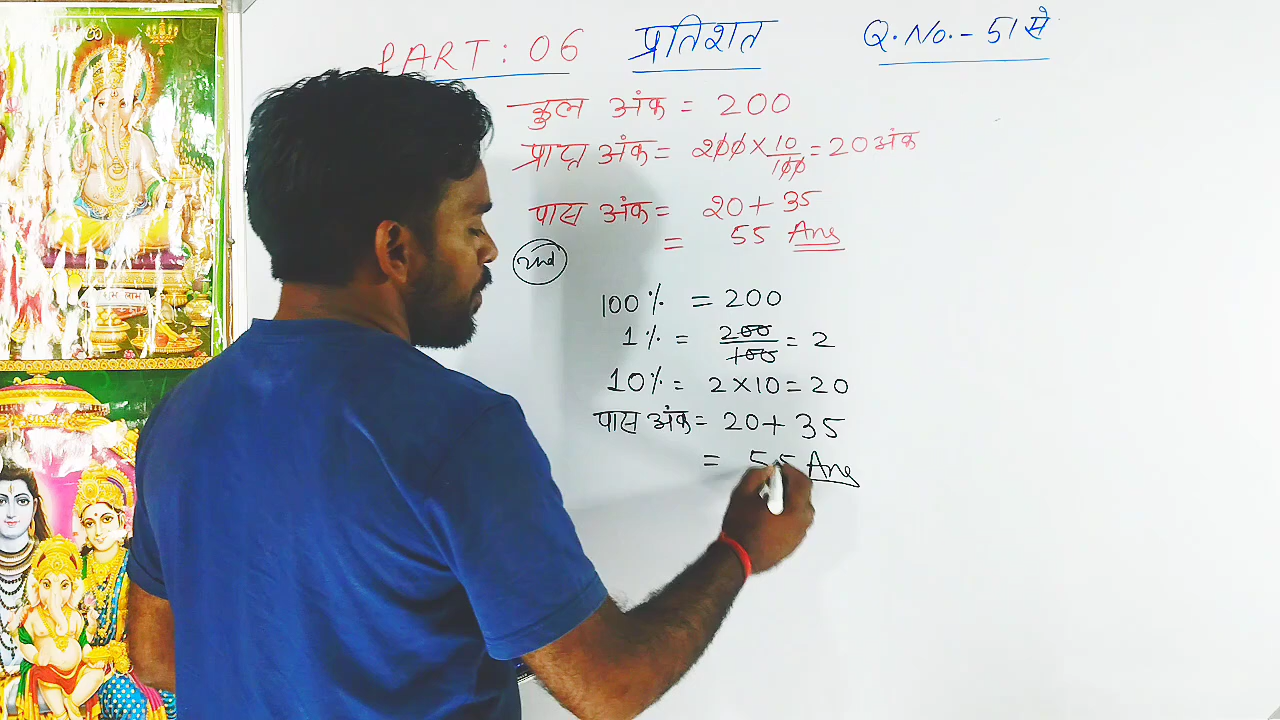 PART: 06 प्रतिशत Q. No. - 51 से
कुल अंक = 200
प्राप्त अंक = 200 × 10/100 = 20 अंक
पास अंक = 20 + 35
= 55 Ans
2nd
100% = 200
1% = 200/100 = 2
10% = 2 × 10 = 20
पास अंक = 20 + 35
= 55 Ans